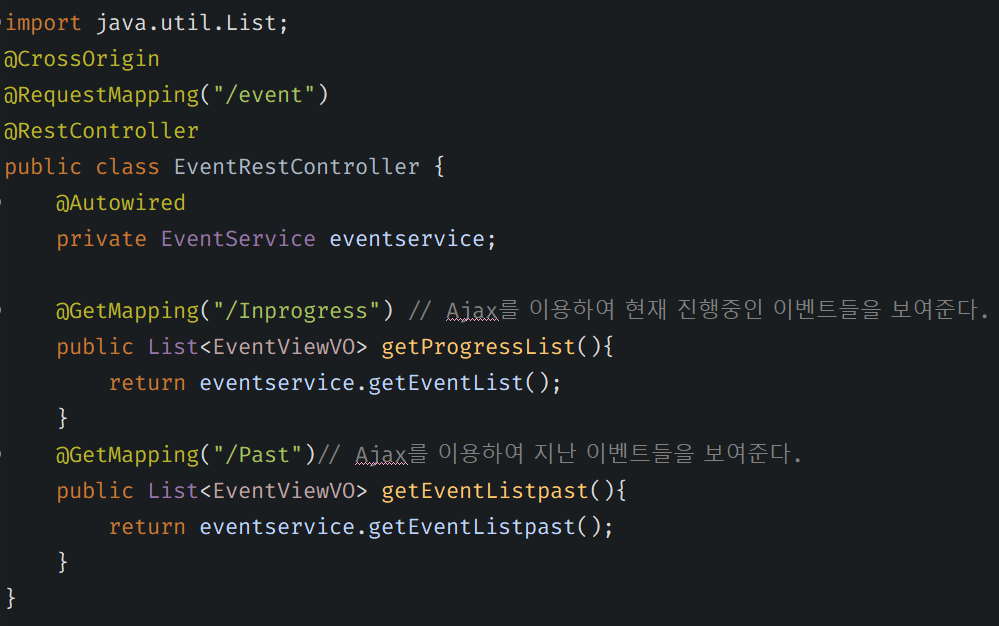 import java.util.List;
@CrossOrigin
@RequestMapping("/event")
@RestController
public class EventRestController {
    @Autowired
    private EventService eventservice;

    @GetMapping("/Inprogress") // Ajax를 이용하여 현재 진행중인 이벤트들을 보여준다.
    public List<EventViewVO> getProgressList(){
        return eventservice.getEventList();
    }
    @GetMapping("/Past")// Ajax를 이용하여 지난 이벤트들을 보여준다.
    public List<EventViewVO> getEventListpast(){
        return eventservice.getEventListpast();
    }
}